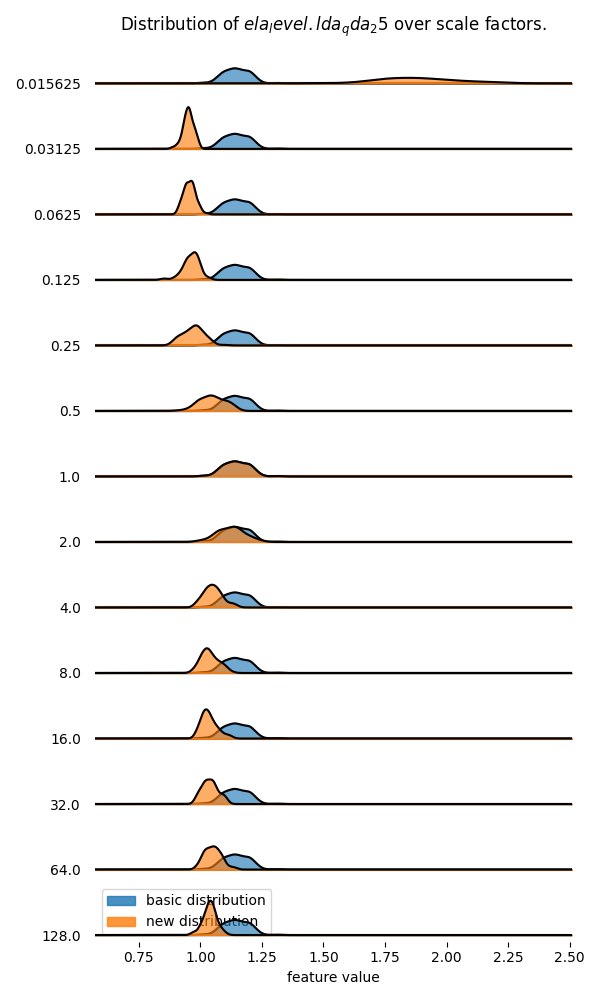 Distribution of ela_level.lda_qda_25 over scale factors.
0.015625
0.03125
0.0625
0.125
0.25
0.5
1.0
2.0
4.0
8.0
16.0
32.0
64.0
basic distribution
new distribution
128.0
0.75 1.00 1.25 1.50 1.75 2.00 2.25 2.50
feature value